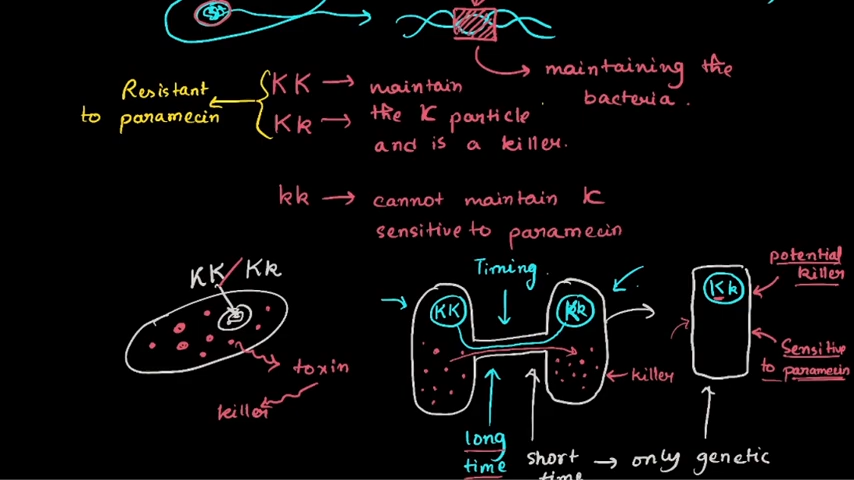 maintaining the
bacteria.
Resistant
to paramecin
KK → maintain
Kk → the K particle
and is a killer.
kk → cannot maintain K
sensitive to paramecin
KK/Kk
toxin
killer
Timing
KK
kk
killer
long
time
short
time
→ only genetic
Kk
potential
killer
Sensitive
to paramecin